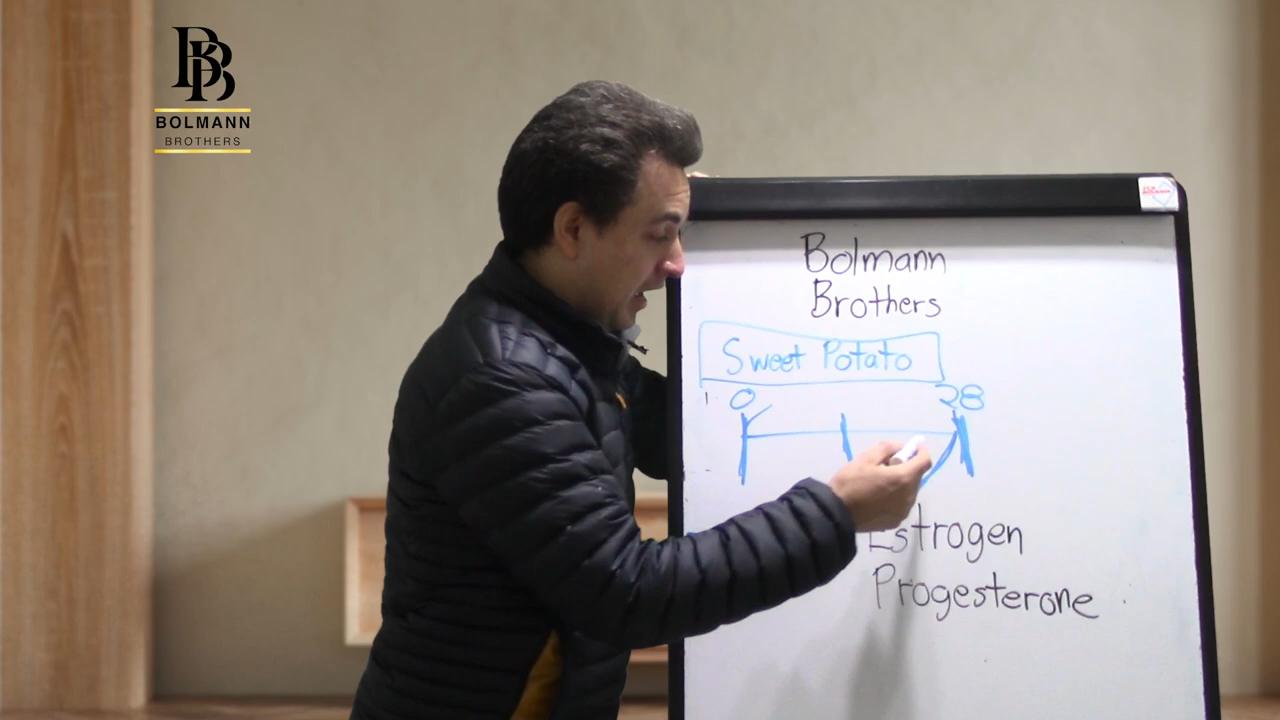 BB
BOLMANN
BROTHERS
Bolmann
Brothers
Sweet Potato
0 28
Estrogen
Progesterone